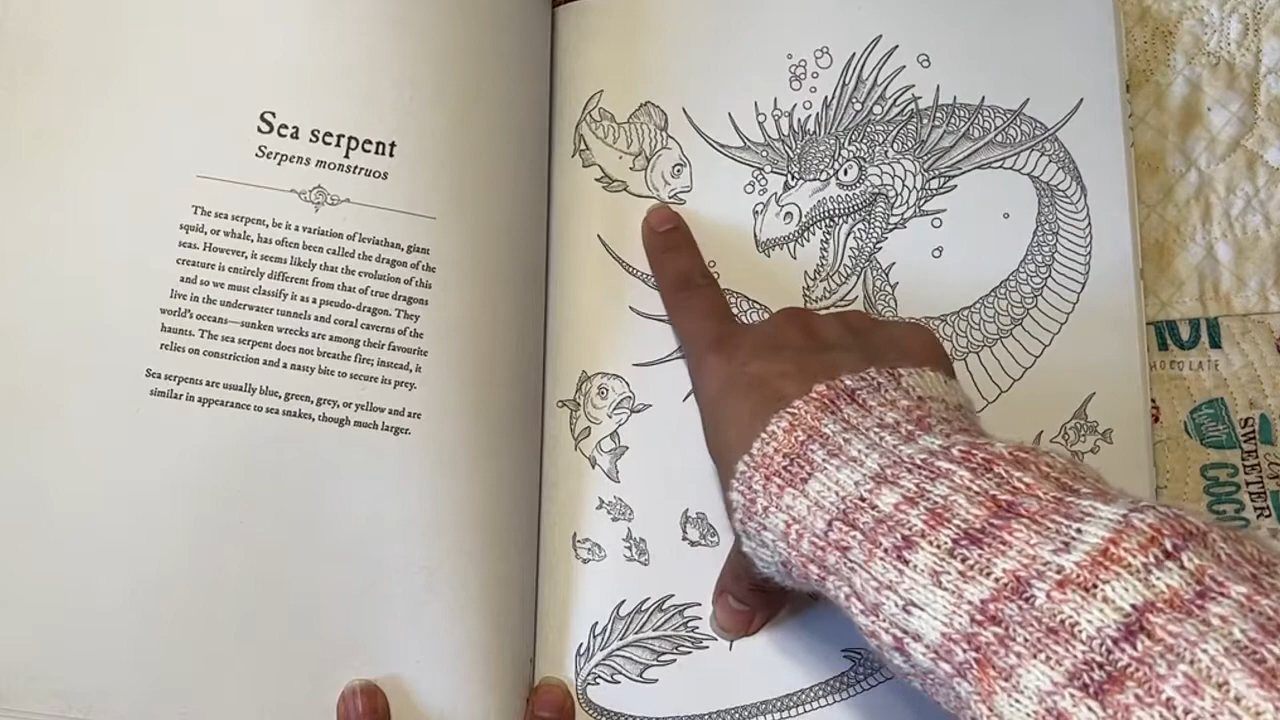 Sea serpent
Serpens monstruos
The sea serpent, be it a variation of leviathan, giant
squid, or whale, has often been called the dragon of the
seas. However, it seems likely that the evolution of this
creature is entirely different from that of true dragons
and so we must classify it as a pseudo-dragon. They
live in the underwater tunnels and coral caverns of the
world's oceans—sunken wrecks are among their favourite
haunts. The sea serpent does not breathe fire; instead, it
relies on constriction and a nasty bite to secure its prey.
Sea serpents are usually blue, green, grey, or yellow and are
similar in appearance to sea snakes, though much larger.
HOCOLATE
SWEETER
with
COCO